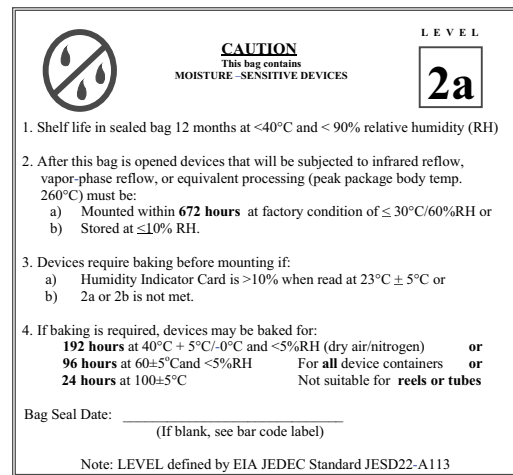 LEVEL
CAUTION
This bag contains
MOISTURE –SENSITIVE DEVICES
2a
1. Shelf life in sealed bag 12 months at <40°C and < 90% relative humidity (RH)
2. After this bag is opened devices that will be subjected to infrared reflow,
vapor-phase reflow, or equivalent processing (peak package body temp.
260°C) must be:
a) Mounted within 672 hours at factory condition of ≤ 30°C/60%RH or
b) Stored at ≤10% RH.
3. Devices require baking before mounting if:
a) Humidity Indicator Card is >10% when read at 23°C ± 5°C or
b) 2a or 2b is not met.
4. If baking is required, devices may be baked for:
192 hours at 40°C + 5°C/-0°C and <5%RH (dry air/nitrogen) or
96 hours at 60±5°Cand <5%RH For all device containers or
24 hours at 100±5°C Not suitable for reels or tubes
Bag Seal Date: ______________________________
(If blank, see bar code label)
Note: LEVEL defined by EIA JEDEC Standard JESD22-A113